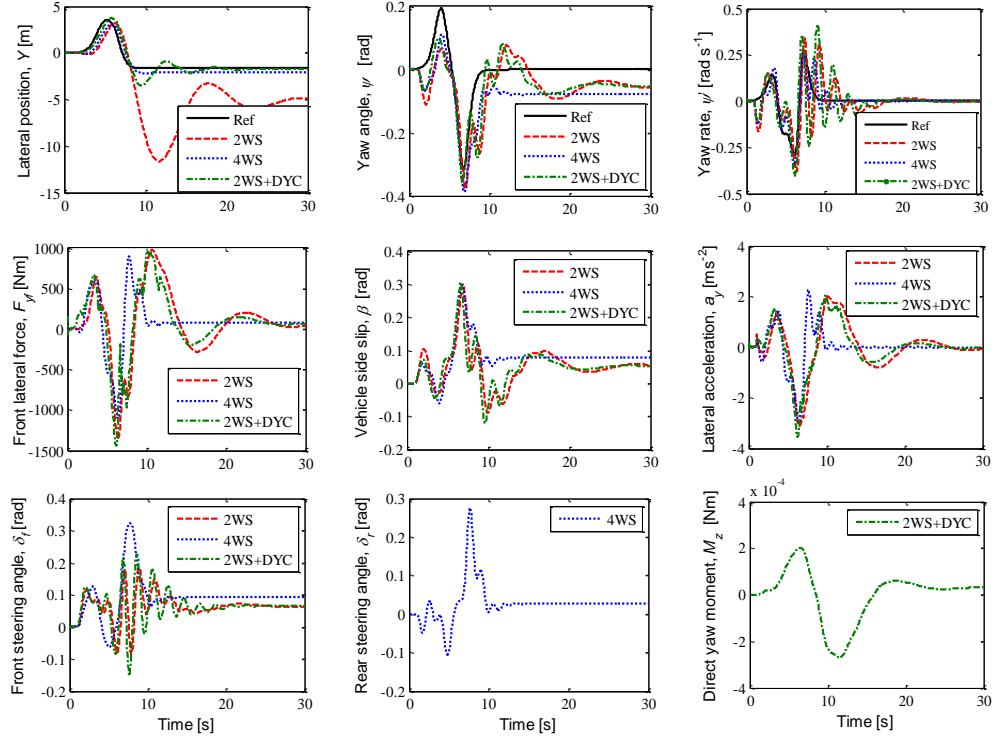 Lateral position, Y [m]
5
0
-5
-10
-15
0 10 20 30
Ref
2WS
4WS
2WS+DYC
Yaw angle, ψ [rad]
0.2
0
-0.2
0.4
0 10 20 30
Ref
2WS
4WS
2WS+DYC
Yaw rate, ψ [rad s-1]
0.5
0.25
0
-0.25
-0.5
0 10 20 30
Ref
2WS
4WS
2WS+DYC
Front lateral force, Fyf [Nm]
1000
500
0
-500
-1000
-1500
0 10 20 30
2WS
4WS
2WS+DYC
Vehicle side slip, β [rad]
0.4
0.3
0.2
0.1
0
-0.1
0.2
0 10 20 30
2WS
4WS
2WS+DYC
Lateral acceleration, ay [ms-2]
4
2
0
-2
-4
0 10 20 30
2WS
4WS
2WS+DYC
Front steering angle, δf [rad]
0.4
0.3
0.2
0.1
0
-0.1
-0.2
0 10 20 30
Time [s]
2WS
4WS
2WS+DYC
Rear steering angle, δr [rad]
0.3
0.2
0.1
0
-0.1
0.2
0 10 20 30
Time [s]
4WS
Direct yaw moment, Mz [Nm]
x 10-4
4
2
0
-2
-4
0 10 20 30
Time [s]
2WS+DYC